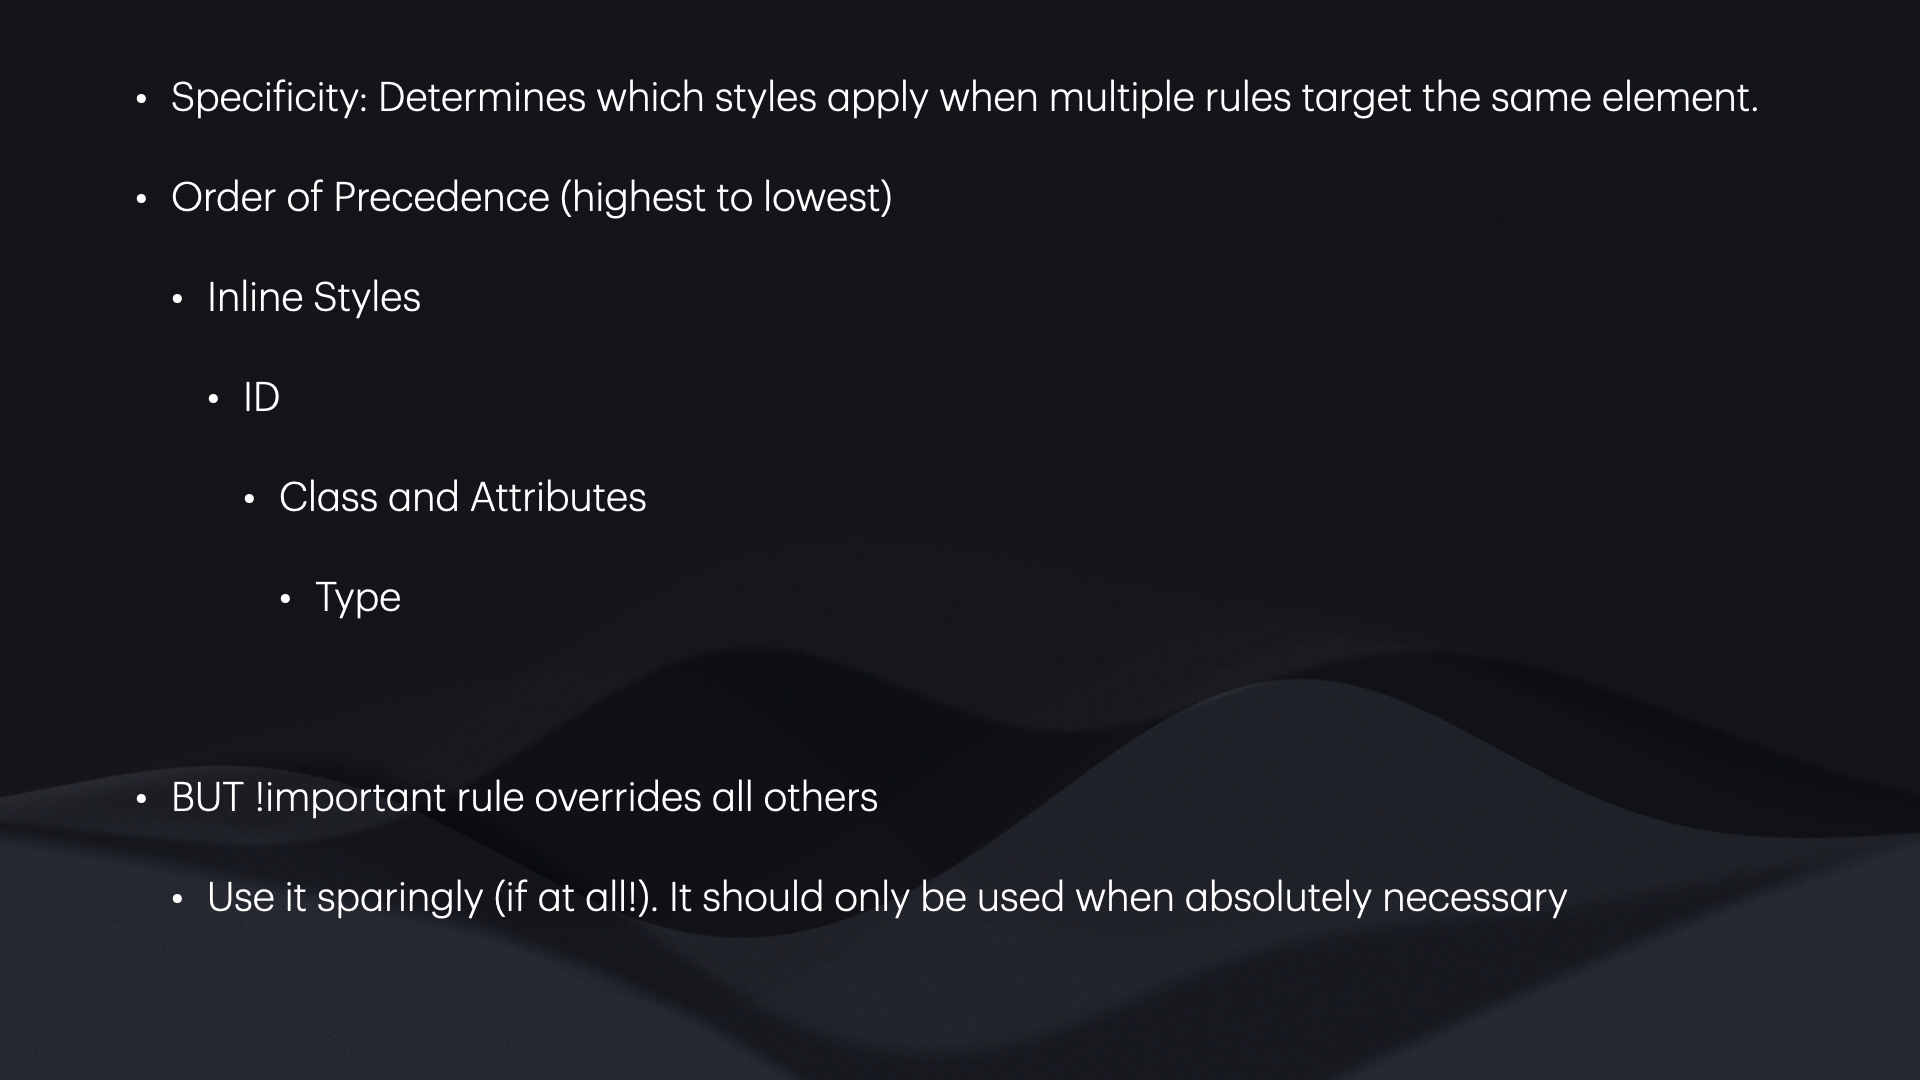 • Specificity: Determines which styles apply when multiple rules target the same element.
• Order of Precedence (highest to lowest)
• Inline Styles
• ID
• Class and Attributes
• Type
• BUT !important rule overrides all others
• Use it sparingly (if at all!). It should only be used when absolutely necessary